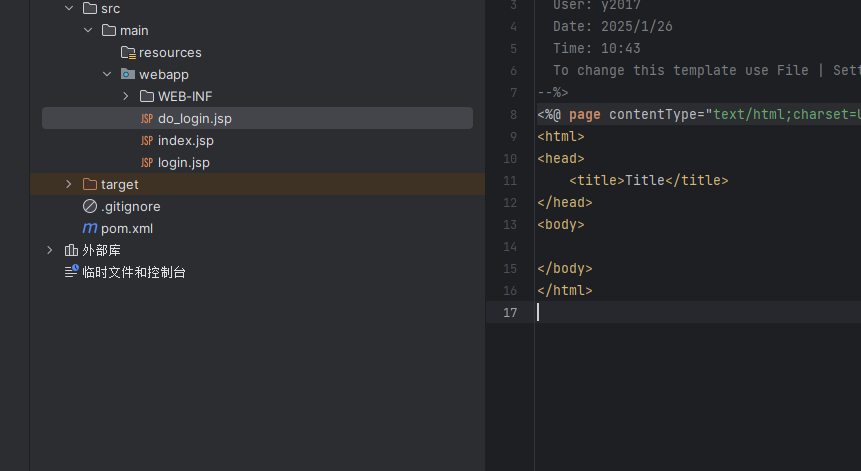 src
main
resources
webapp
WEB-INF
JSP do_login.jsp
JSP index.jsp
JSP login.jsp
target
.gitignore
m pom.xml
外部库
临时文件和控制台
3 User: y2017
4 Date: 2025/1/26
5 Time: 10:43
6 To change this template use File | Sett
7 --%>
8 <%@ page contentType="text/html;charset=U
9 <html>
10 <head>
11 <title>Title</title>
12 </head>
13 <body>
14
15 </body>
16 </html>
17